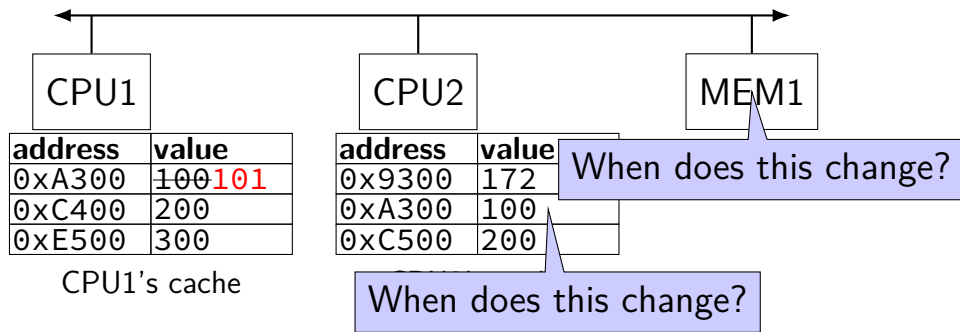 CPU1
CPU2
MEM1
address value
0xA300 100101
0xC400 200
0xE500 300
CPU1's cache
address value
0x9300 172
0xA300 100
0xC500 200
When does this change?
When does this change?